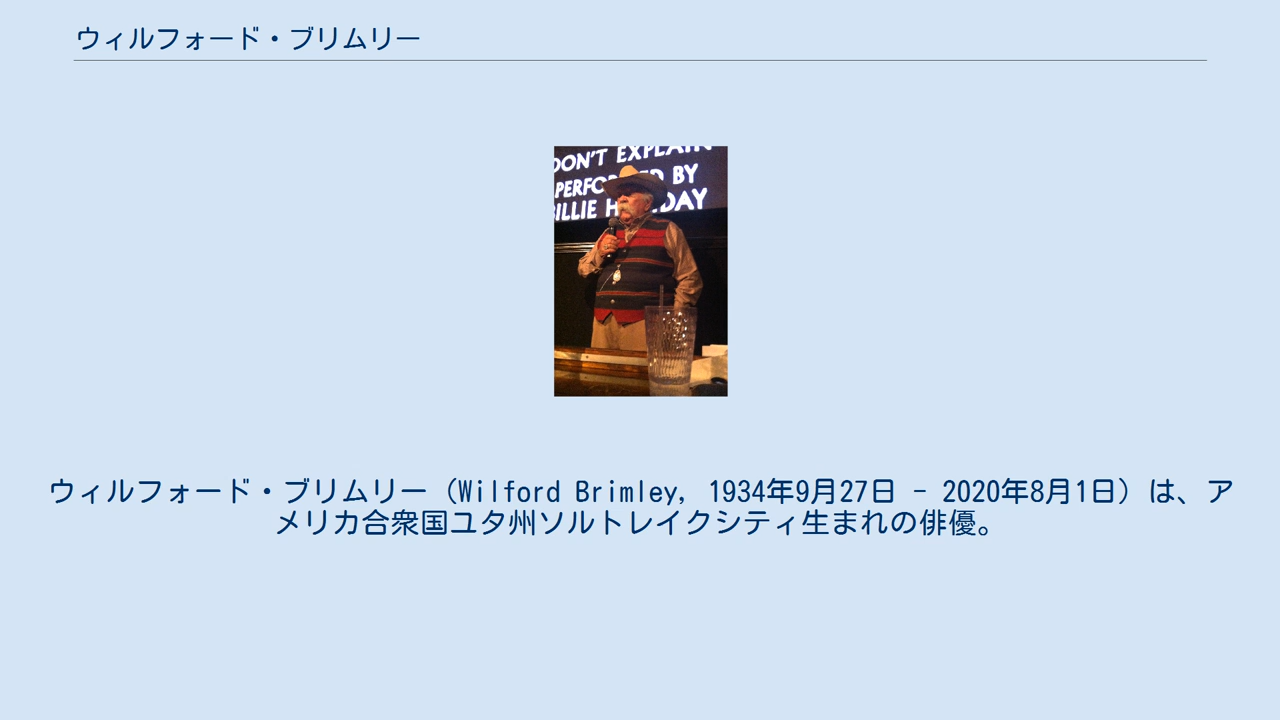 ウィルフォード・ブリムリー
DON'T EXPLAIN
PERFORMED BY
BILLIE HOLIDAY
ウィルフォード・ブリムリー（Wilford Brimley, 1934年9月27日 - 2020年8月1日）は、ア
メリカ合衆国ユタ州ソルトレイクシティ生まれの俳優。